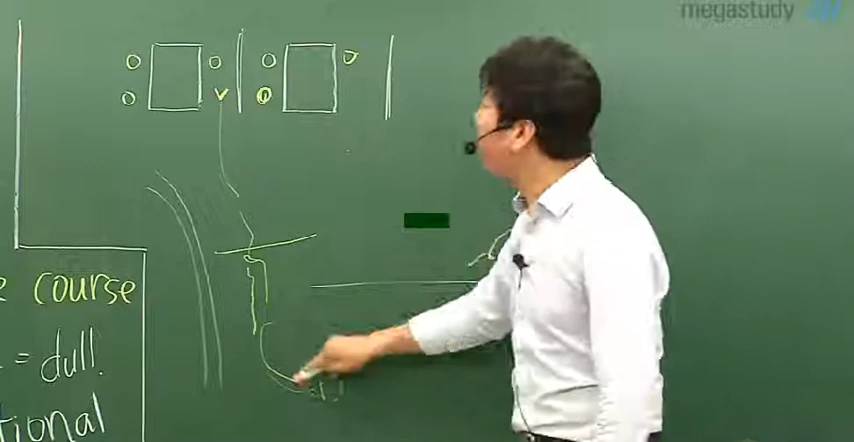 megastudy
course
= dull.
tional